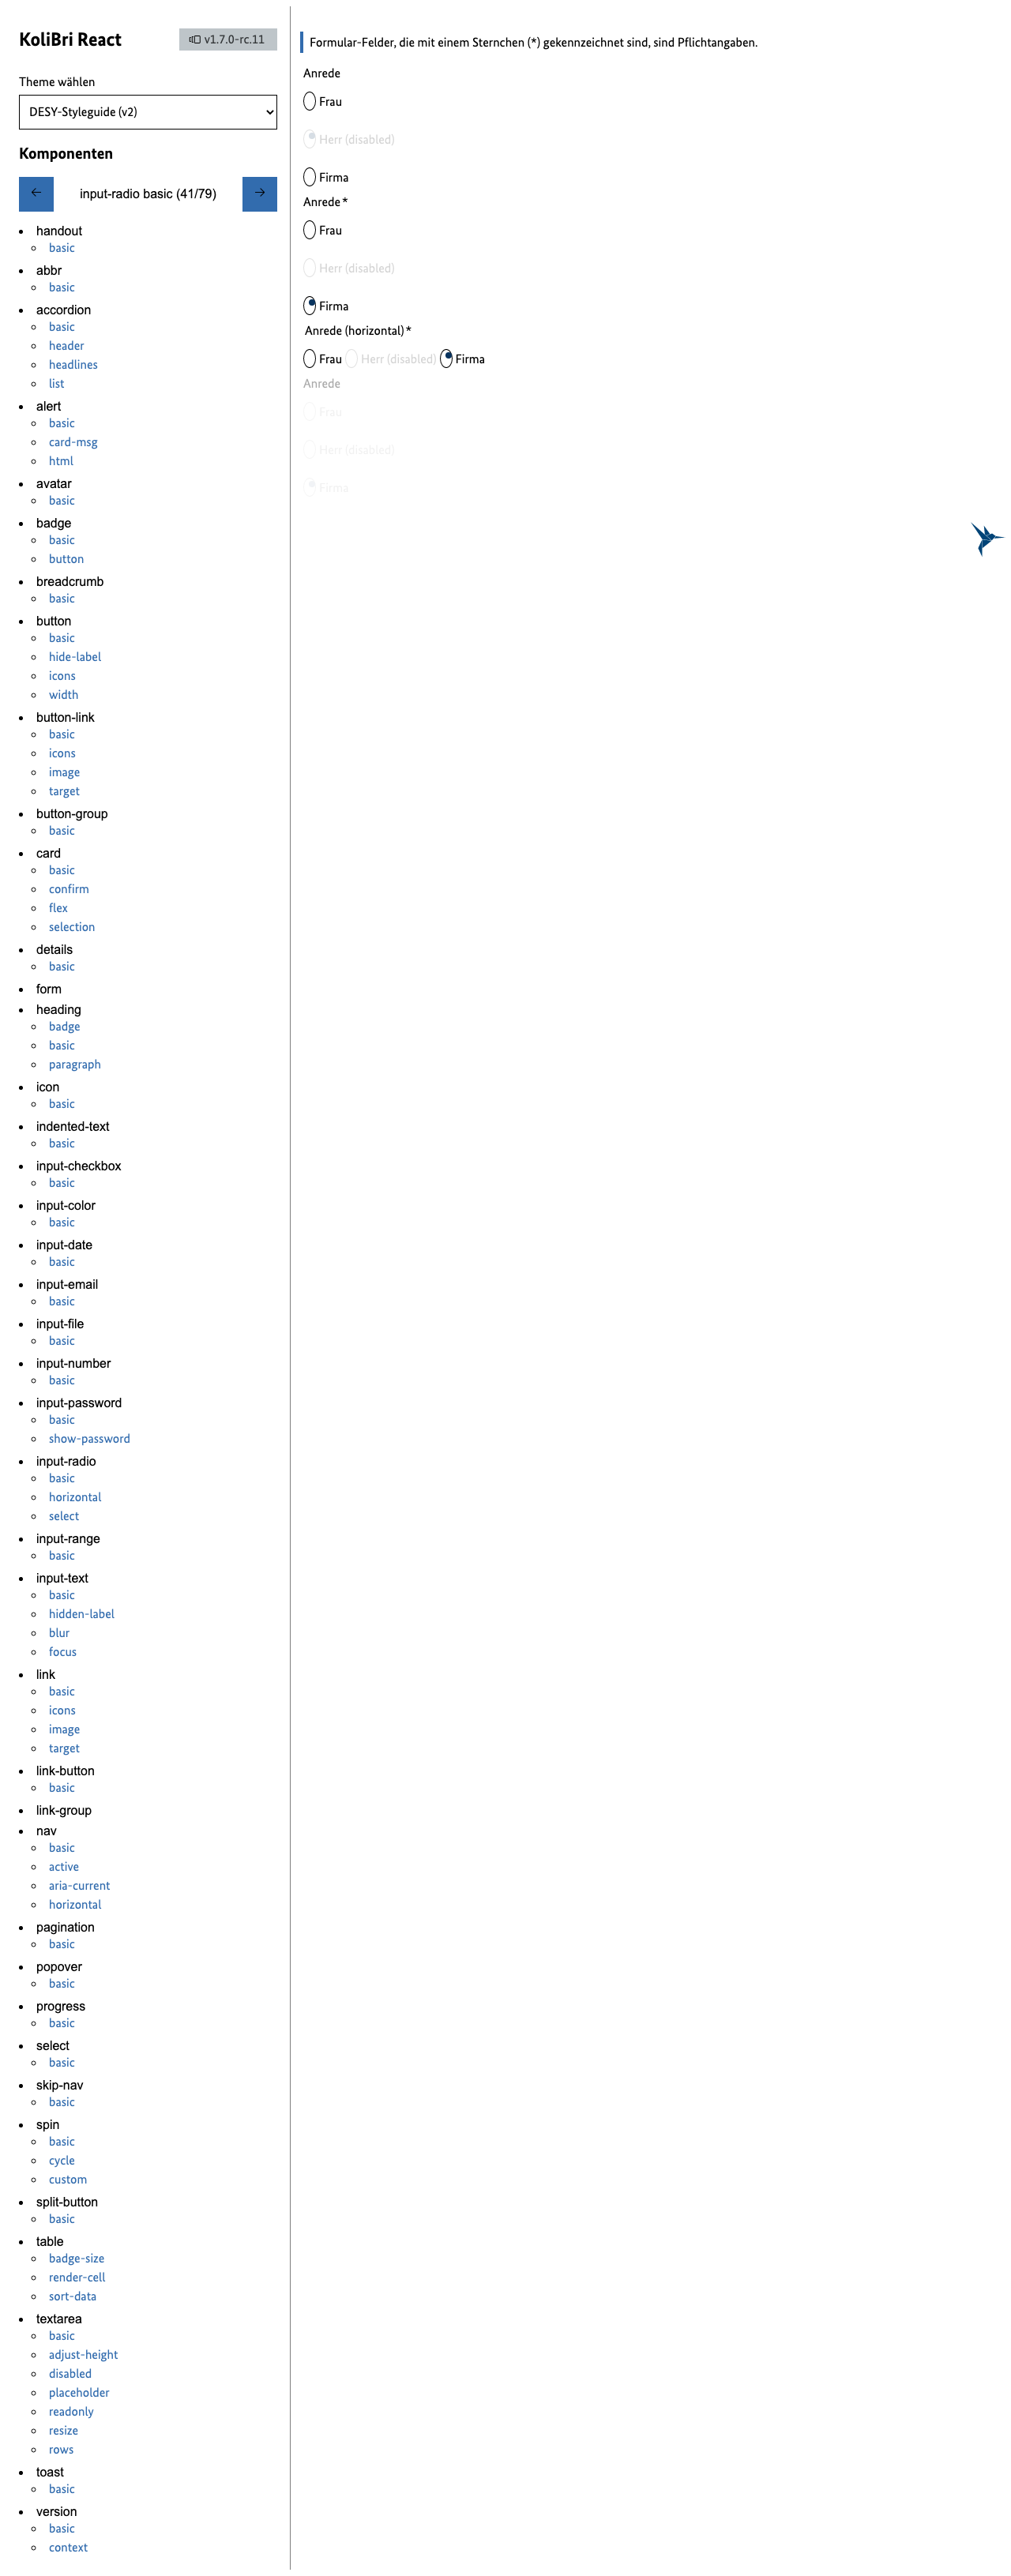 KoliBri React
v1.7.0-rc.11
Theme wählen
DESY-Styleguide (v2)
Komponenten
input-radio basic (41/79)
handout
basic
abbr
basic
accordion
basic
header
headlines
list
alert
basic
card-msg
html
avatar
basic
badge
basic
button
breadcrumb
basic
button
basic
hide-label
icons
width
button-link
basic
icons
image
target
button-group
basic
card
basic
confirm
flex
selection
details
basic
form
heading
badge
basic
paragraph
icon
basic
indented-text
basic
input-checkbox
basic
input-color
basic
input-date
basic
input-email
basic
input-file
basic
input-number
basic
input-password
basic
show-password
input-radio
basic
horizontal
select
input-range
basic
input-text
basic
hidden-label
blur
focus
link
basic
icons
image
target
link-button
basic
link-group
nav
basic
active
aria-current
horizontal
pagination
basic
popover
basic
progress
basic
select
basic
skip-nav
basic
spin
basic
cycle
custom
split-button
basic
table
badge-size
render-cell
sort-data
textarea
basic
adjust-height
disabled
placeholder
readonly
resize
rows
toast
basic
version
basic
context
Formular-Felder, die mit einem Sternchen (*) gekennzeichnet sind, sind Pflichtangaben.
Anrede
Frau
Herr (disabled)
Firma
Anrede*
Frau
Herr (disabled)
Firma
Anrede (horizontal)*
Frau Herr (disabled) Firma
Anrede
Frau
Herr (disabled)
Firma